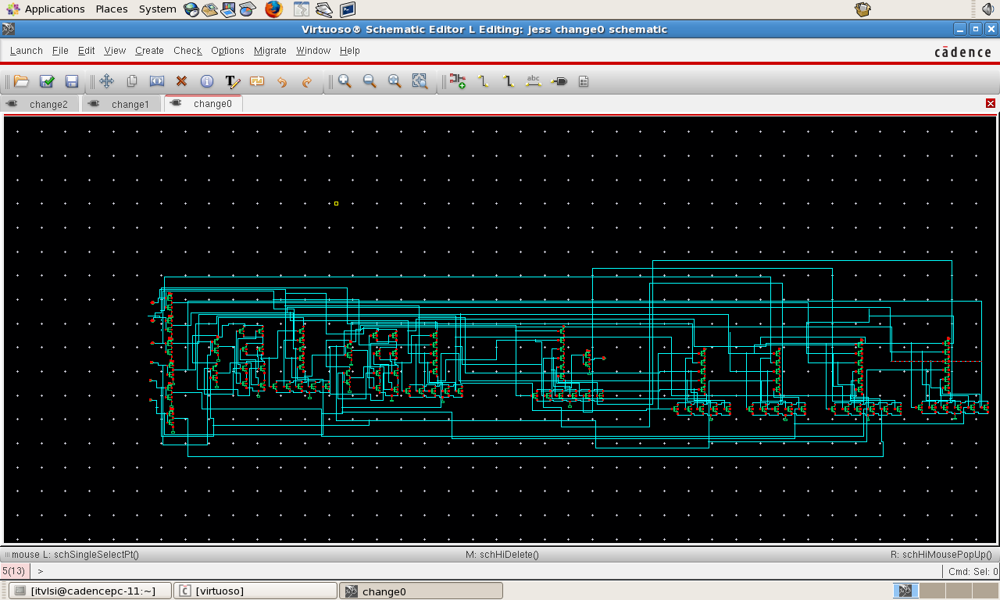 Applications Places System
Virtuoso® Schematic Editor L Editing: jess change0 schematic
Launch File Edit View Create Check Options Migrate Window Help
cādence
abc
change2 change1 change0
mouse L: schSingleSelectPt() M: schHiDelete() R: schHiMousePopUp()
5(13) > Cmd: Sel: 0
[itvlsi@cadencepc-11:~] [virtuoso] change0